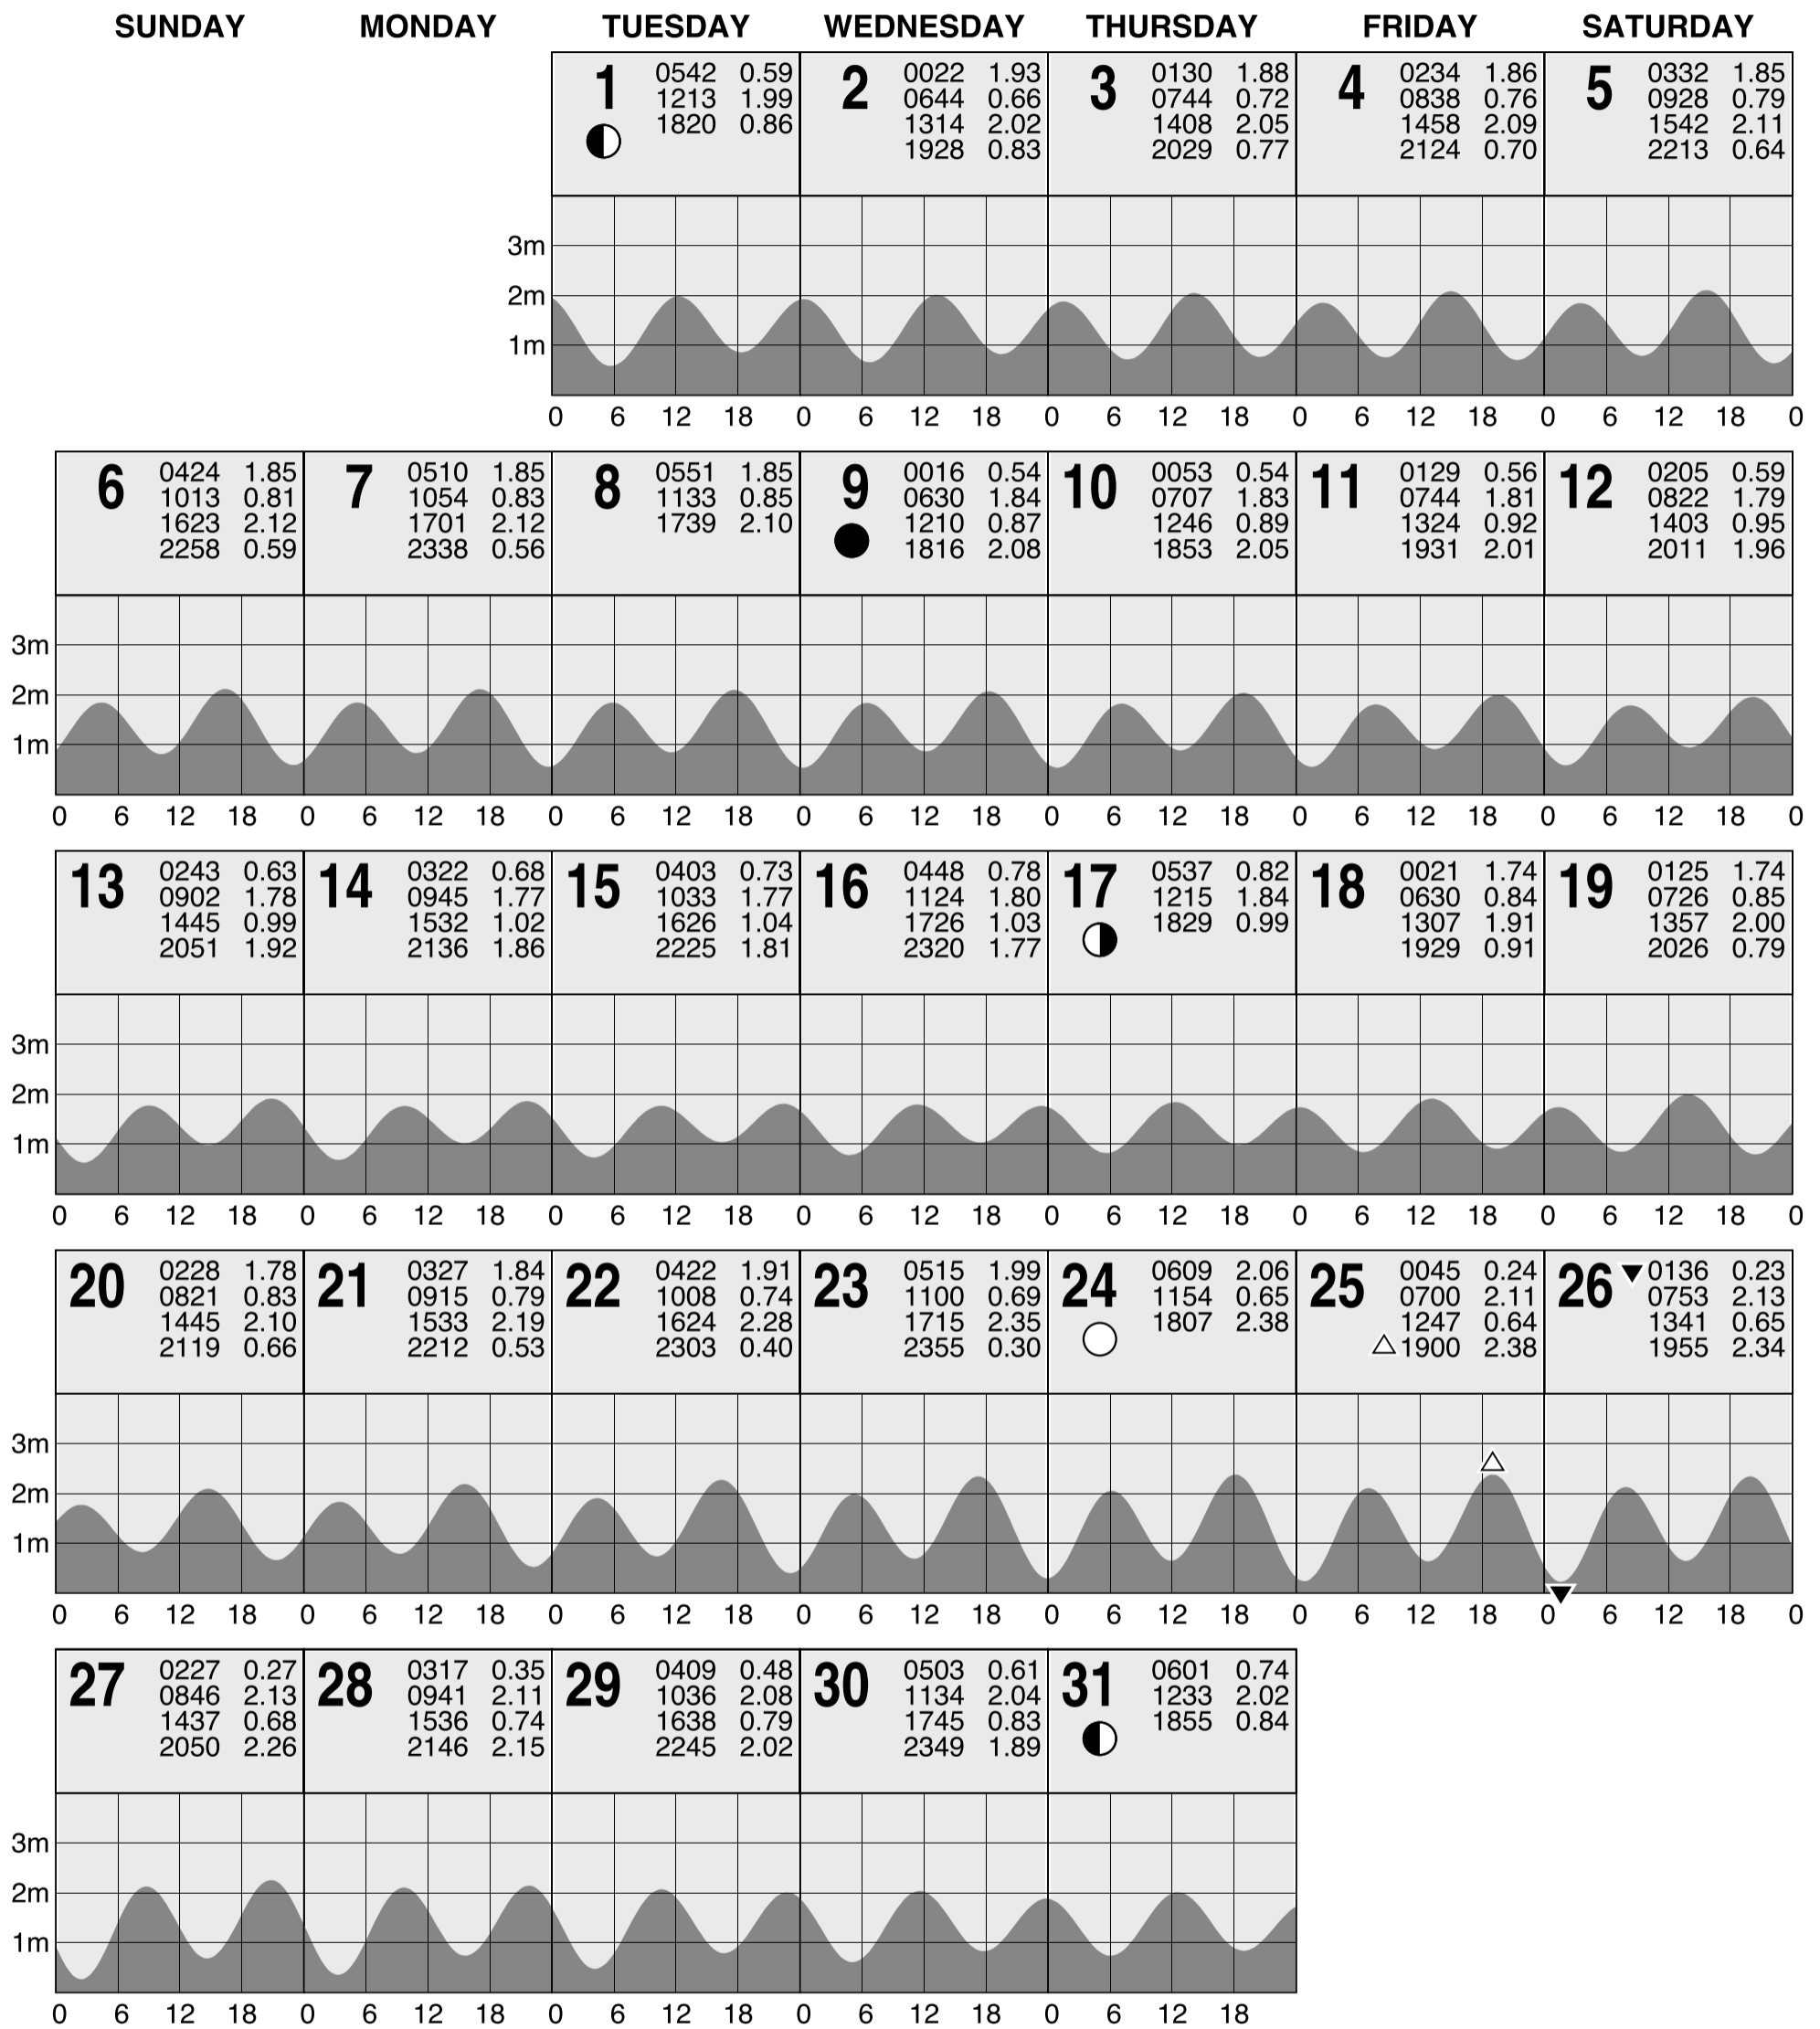 SUNDAY MONDAY TUESDAY WEDNESDAY THURSDAY FRIDAY SATURDAY
1 0542 0.59
1213 1.99
1820 0.86
2 0022 1.93
0644 0.66
1314 2.02
1928 0.83
3 0130 1.88
0744 0.72
1408 2.05
2029 0.77
4 0234 1.86
0838 0.76
1458 2.09
2124 0.70
5 0332 1.85
0928 0.79
1542 2.11
2213 0.64
3m
2m
1m
0 6 12 18 0 6 12 18 0 6 12 18 0 6 12 18 0 6 12 18 0
6 0424 1.85
1013 0.81
1623 2.12
2258 0.59
7 0510 1.85
1054 0.83
1701 2.12
2338 0.56
8 0551 1.85
1133 0.85
1739 2.10
9 0016 0.54
0630 1.84
1210 0.87
1816 2.08
10 0053 0.54
0707 1.83
1246 0.89
1853 2.05
11 0129 0.56
0744 1.81
1324 0.92
1931 2.01
12 0205 0.59
0822 1.79
1403 0.95
2011 1.96
3m
2m
1m
0 6 12 18 0 6 12 18 0 6 12 18 0 6 12 18 0 6 12 18 0 6 12 18 0 6 12 18 0
13 0243 0.63
0902 1.78
1445 0.99
2051 1.92
14 0322 0.68
0945 1.77
1532 1.02
2136 1.86
15 0403 0.73
1033 1.77
1626 1.04
2225 1.81
16 0448 0.78
1124 1.80
1726 1.03
2320 1.77
17 0537 0.82
1215 1.84
1829 0.99
18 0021 1.74
0630 0.84
1307 1.91
1929 0.91
19 0125 1.74
0726 0.85
1357 2.00
2026 0.79
3m
2m
1m
0 6 12 18 0 6 12 18 0 6 12 18 0 6 12 18 0 6 12 18 0 6 12 18 0 6 12 18 0
20 0228 1.78
0821 0.83
1445 2.10
2119 0.66
21 0327 1.84
0915 0.79
1533 2.19
2212 0.53
22 0422 1.91
1008 0.74
1624 2.28
2303 0.40
23 0515 1.99
1100 0.69
1715 2.35
2355 0.30
24 0609 2.06
1154 0.65
1807 2.38
25 0045 0.24
0700 2.11
1247 0.64
1900 2.38
26 0136 0.23
0753 2.13
1341 0.65
1955 2.34
3m
2m
1m
0 6 12 18 0 6 12 18 0 6 12 18 0 6 12 18 0 6 12 18 0 6 12 18 0 6 12 18 0
27 0227 0.27
0846 2.13
1437 0.68
2050 2.26
28 0317 0.35
0941 2.11
1536 0.74
2146 2.15
29 0409 0.48
1036 2.08
1638 0.79
2245 2.02
30 0503 0.61
1134 2.04
1745 0.83
2349 1.89
31 0601 0.74
1233 2.02
1855 0.84
3m
2m
1m
0 6 12 18 0 6 12 18 0 6 12 18 0 6 12 18 0 6 12 18